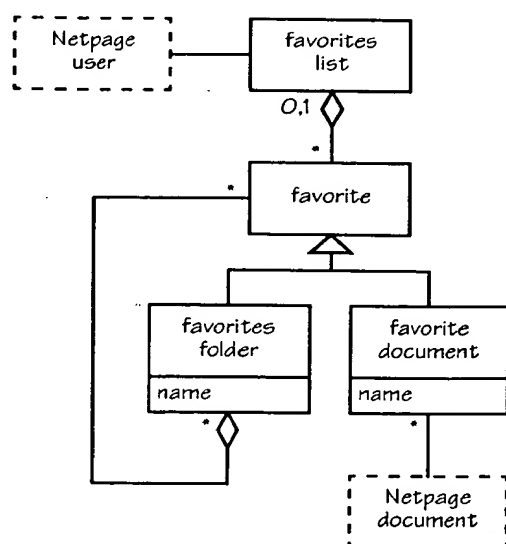 Netpage
user
favorites
list
0,1
*
*
favorite
favorites
folder
name
*
favorite
document
name
*
Netpage
document